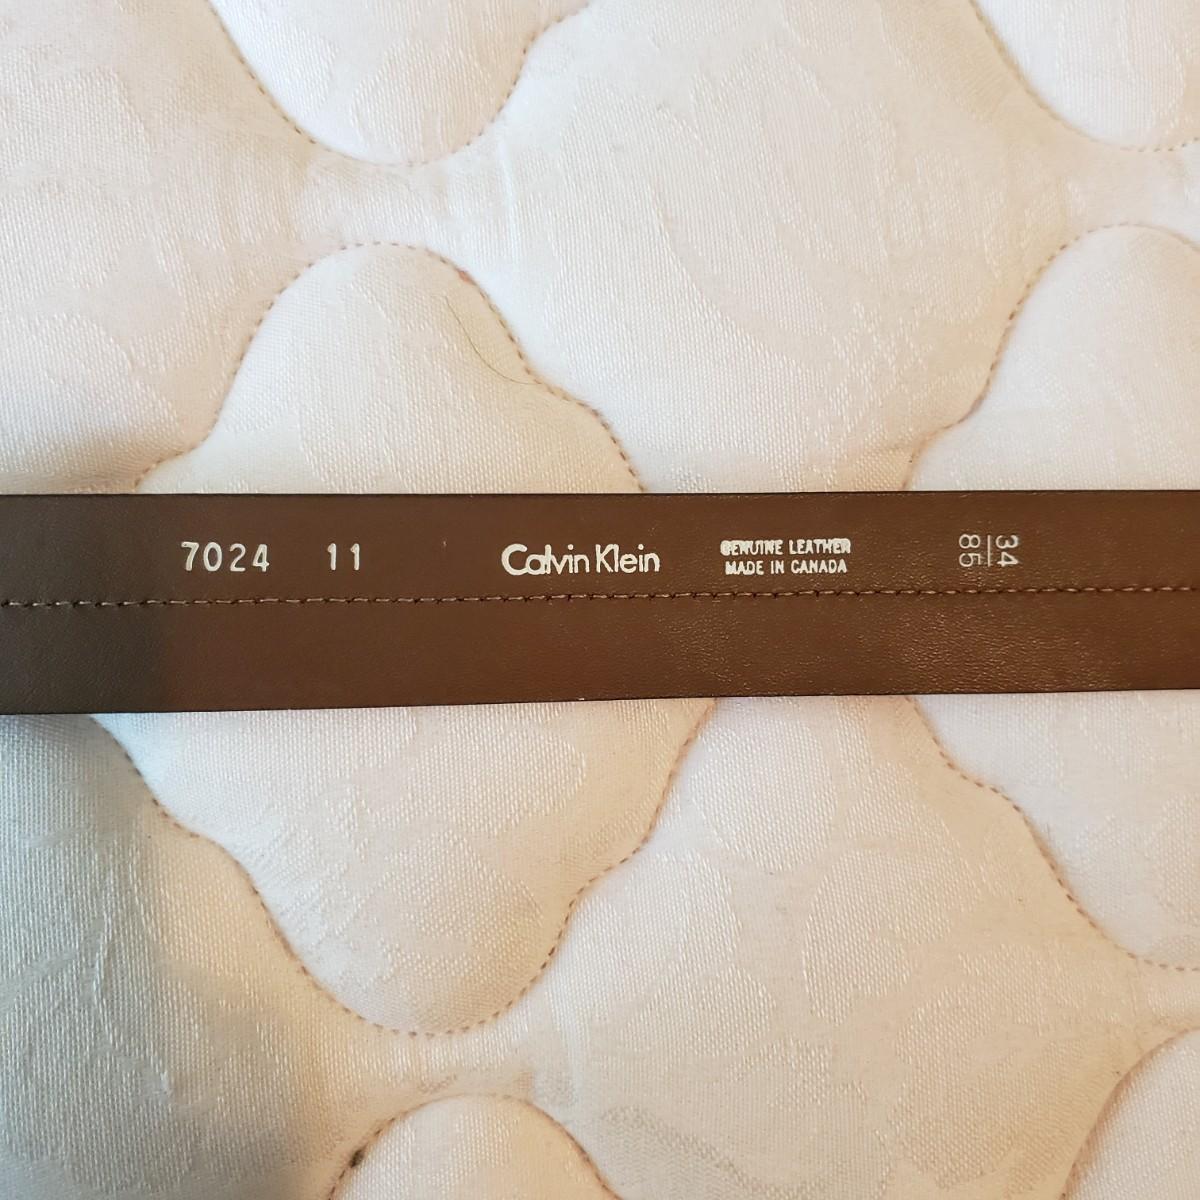 7024 11
Calvin Klein
GENUINE LEATHER
MADE IN CANADA
34
85